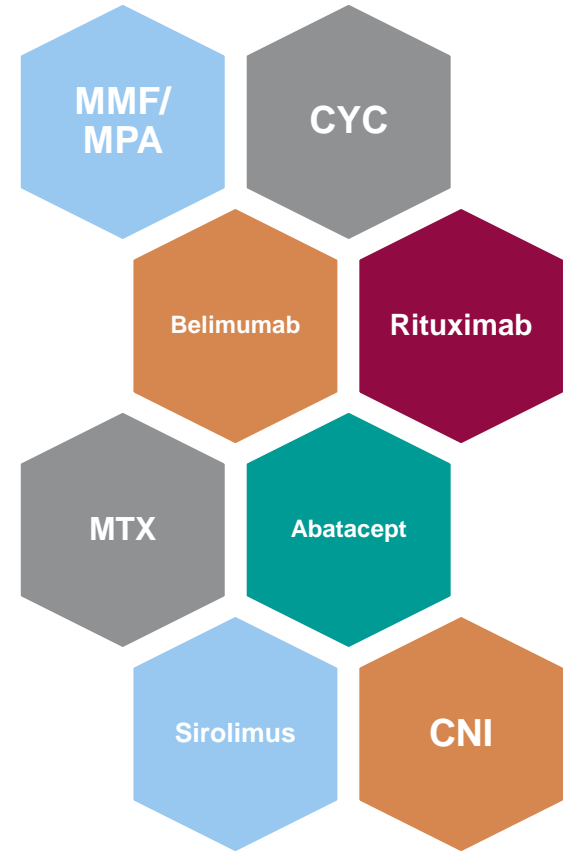 MMF/
MPA
CYC
Belimumab
Rituximab
MTX
Abatacept
Sirolimus
CNI